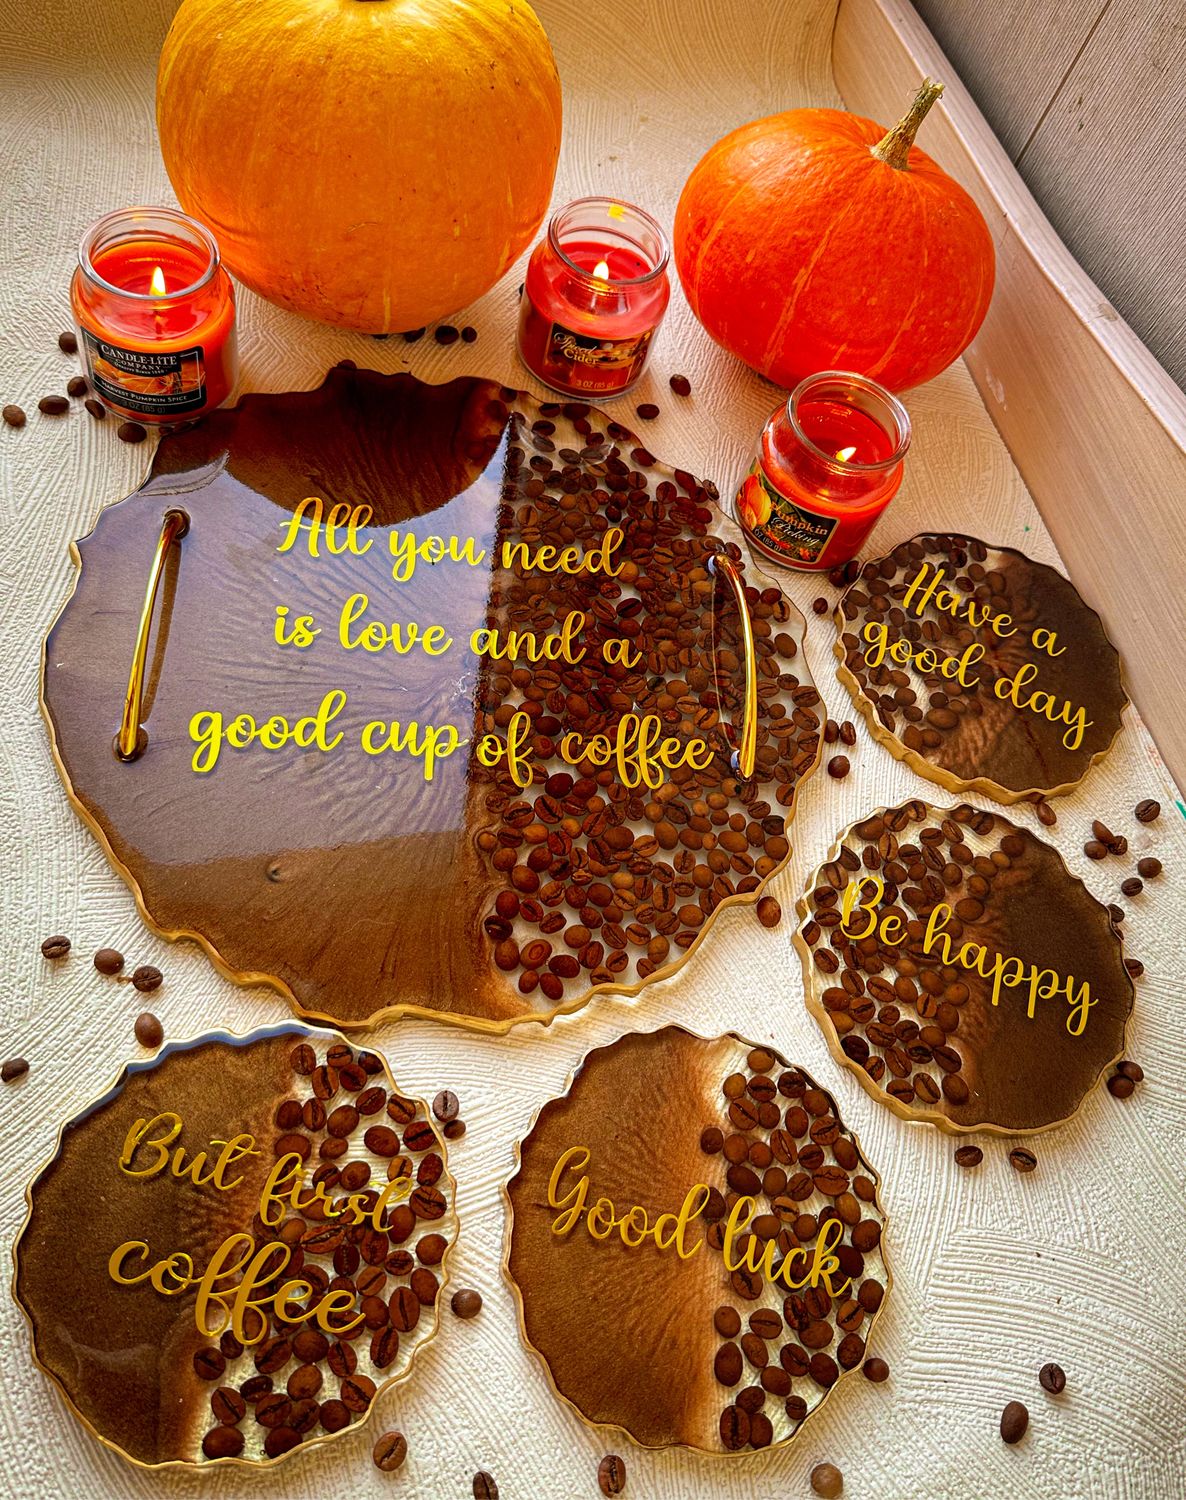 CANDLE-LITE
COMPANY
HARVEST PUMPKIN SPICE
3 OZ (85 g)
Spiced
Cider
3 OZ (85 g)
Pumpkin
Picking
All you need
is love and a
good cup of coffee
Have a
good day
Be happy
But first
coffee
Good luck